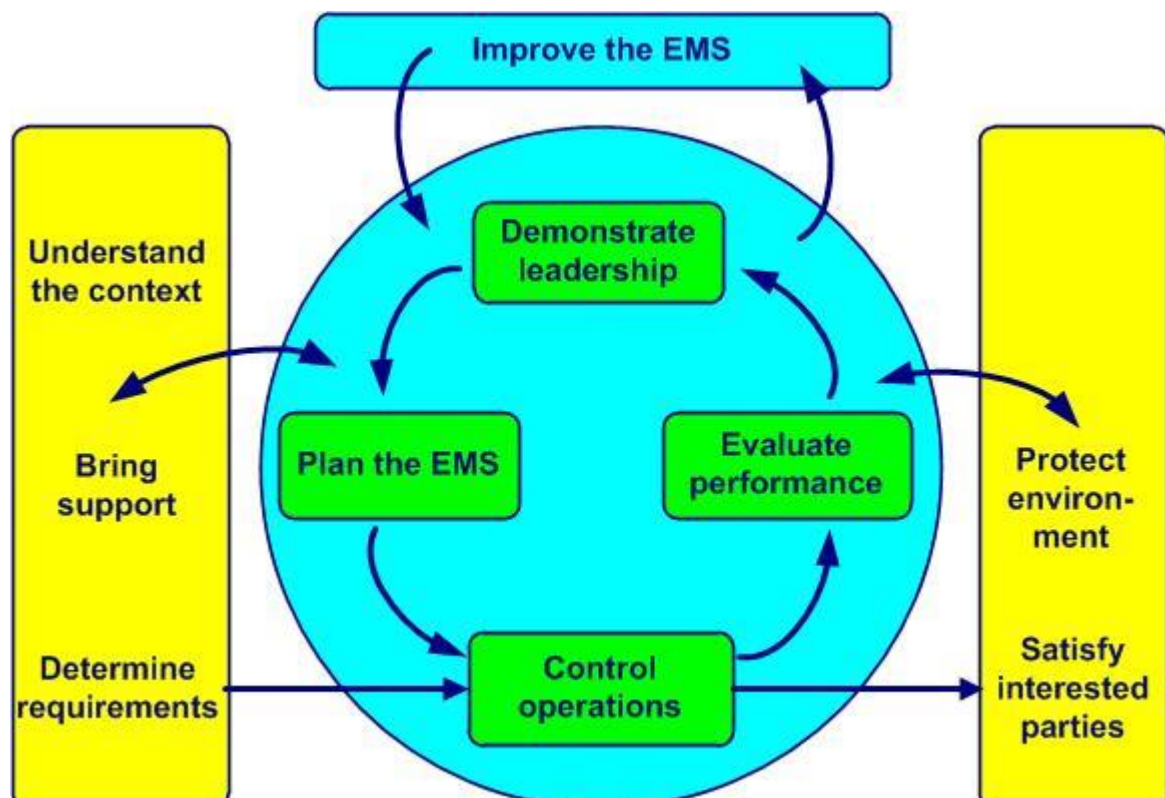 Improve the EMS
Demonstrate
leadership
Understand
the context
Plan the EMS
Evaluate
performance
Bring
support
Protect
environ-
ment
Control
operations
Determine
requirements
Satisfy
interested
parties